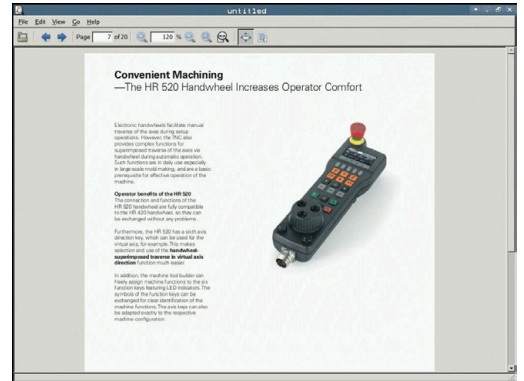 untitled
File Edit View Go Help
Page 7 of 20 120 %
Convenient Machining
—The HR 520 Handwheel Increases Operator Comfort
Electronic handwheels facilitate manual
traverse of the axes during setup
operations. However, the TNC also
provides complex functions for
superimposed traverse of the axes via
handwheel during automatic operation.
Such functions are in daily use especially
in large scale mold making, and are a basic
prerequisite for effective operation of the
machine.
Operator benefits of the HR 520
The connection and functions of the
HR 520 handwheel are fully compatible
to the HR 420 handwheel, so they can
be exchanged without any problems.
Furthermore, the HR 520 has a sixth axis
direction key, which can be used for the
virtual axis, for example. This makes
selection and use of the handwheel-
superimposed traverse in virtual axis
direction function much easier.
In addition, the machine tool builder can
freely assign machine functions to the six
function keys featuring LED indicators. The
symbols of the function keys can be
exchanged for clear identification of the
machine functions. The axis keys can also
be adapted exactly to the respective
machine configuration.